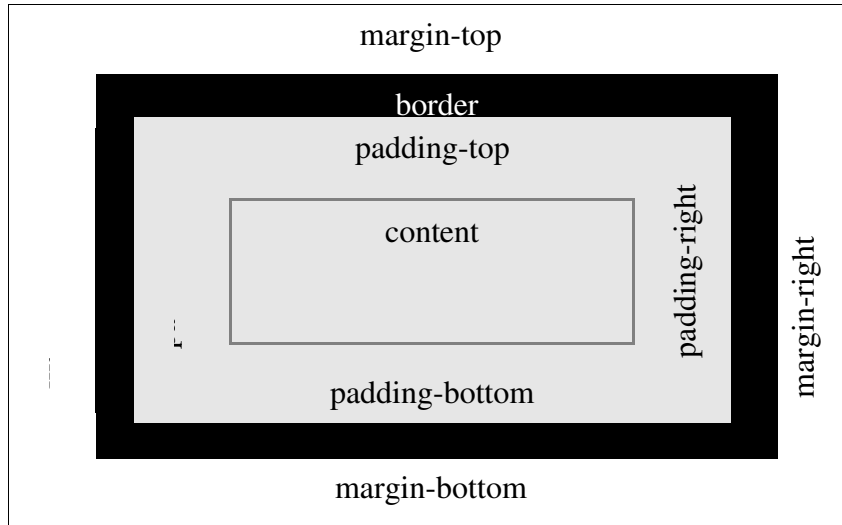 margin-top
border
padding-top
content
padding-right
margin-right
padding-bottom
margin-bottom